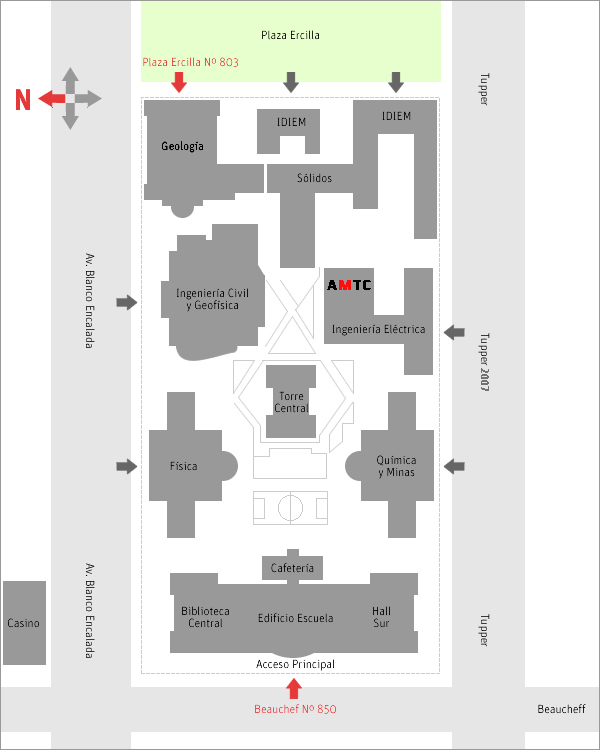 Plaza Ercilla
Plaza Ercilla Nº 803
N
Tupper
IDIEM
IDIEM
Geología
Sólidos
Av. Blanco Encalada
AMTC
Ingeniería Civil
y Geofísica
Ingeniería Eléctrica
Tupper 2007
Torre
Central
Física
Química
y Minas
Cafetería
Av. Blanco Encalada
Casino
Biblioteca
Central
Edificio Escuela
Hall
Sur
Tupper
Acceso Principal
Beauchef Nº 850
Beaucheff